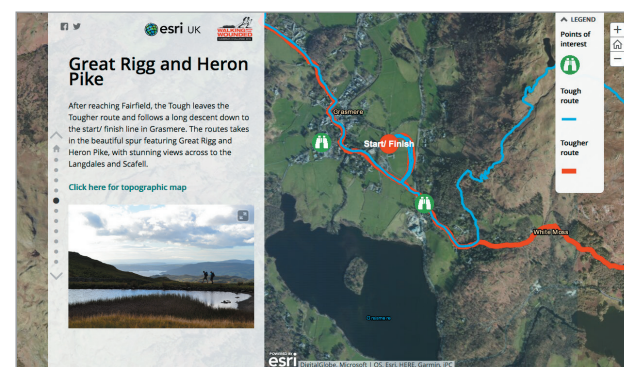 esri UK
WALKING WITH THE
WOUNDED
Great Rigg and Heron
Pike
After reaching Fairfield, the Tough leaves the
Tougher route and follows a long descent down to
the start/ finish line in Grasmere. The routes takes
in the beautiful spur featuring Great Rigg and
Heron Pike, with stunning views across to the
Langdales and Scafell.
Click here for topographic map
Grasmere
Start/ Finish
White Moss
Grasmere
LEGEND
Points of
interest
Tough
route
Tougher
route
POWERED BY
esri
DigitalGlobe, Microsoft | OS, Esri, HERE, Garmin, iPC